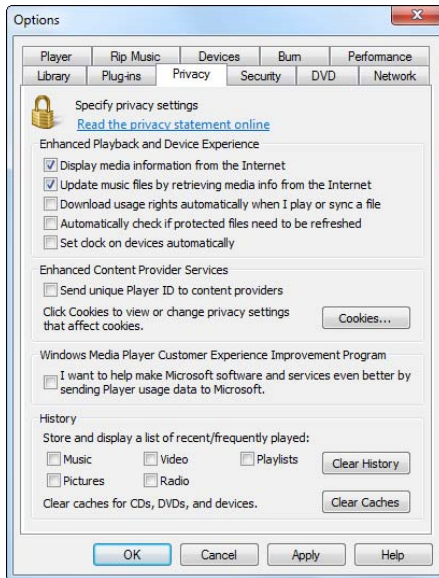 Options
Player Rip Music Devices Burn Performance
Library Plug-ins Privacy Security DVD Network
Specify privacy settings
Read the privacy statement online
Enhanced Playback and Device Experience
Display media information from the Internet
Update music files by retrieving media info from the Internet
Download usage rights automatically when I play or sync a file
Automatically check if protected files need to be refreshed
Set clock on devices automatically
Enhanced Content Provider Services
Send unique Player ID to content providers
Click Cookies to view or change privacy settings
that affect cookies.
Cookies...
Windows Media Player Customer Experience Improvement Program
I want to help make Microsoft software and services even better by
sending Player usage data to Microsoft.
History
Store and display a list of recent/frequently played:
Music Video Playlists
Clear History
Pictures Radio
Clear caches for CDs, DVDs, and devices.
Clear Caches
OK Cancel Apply Help